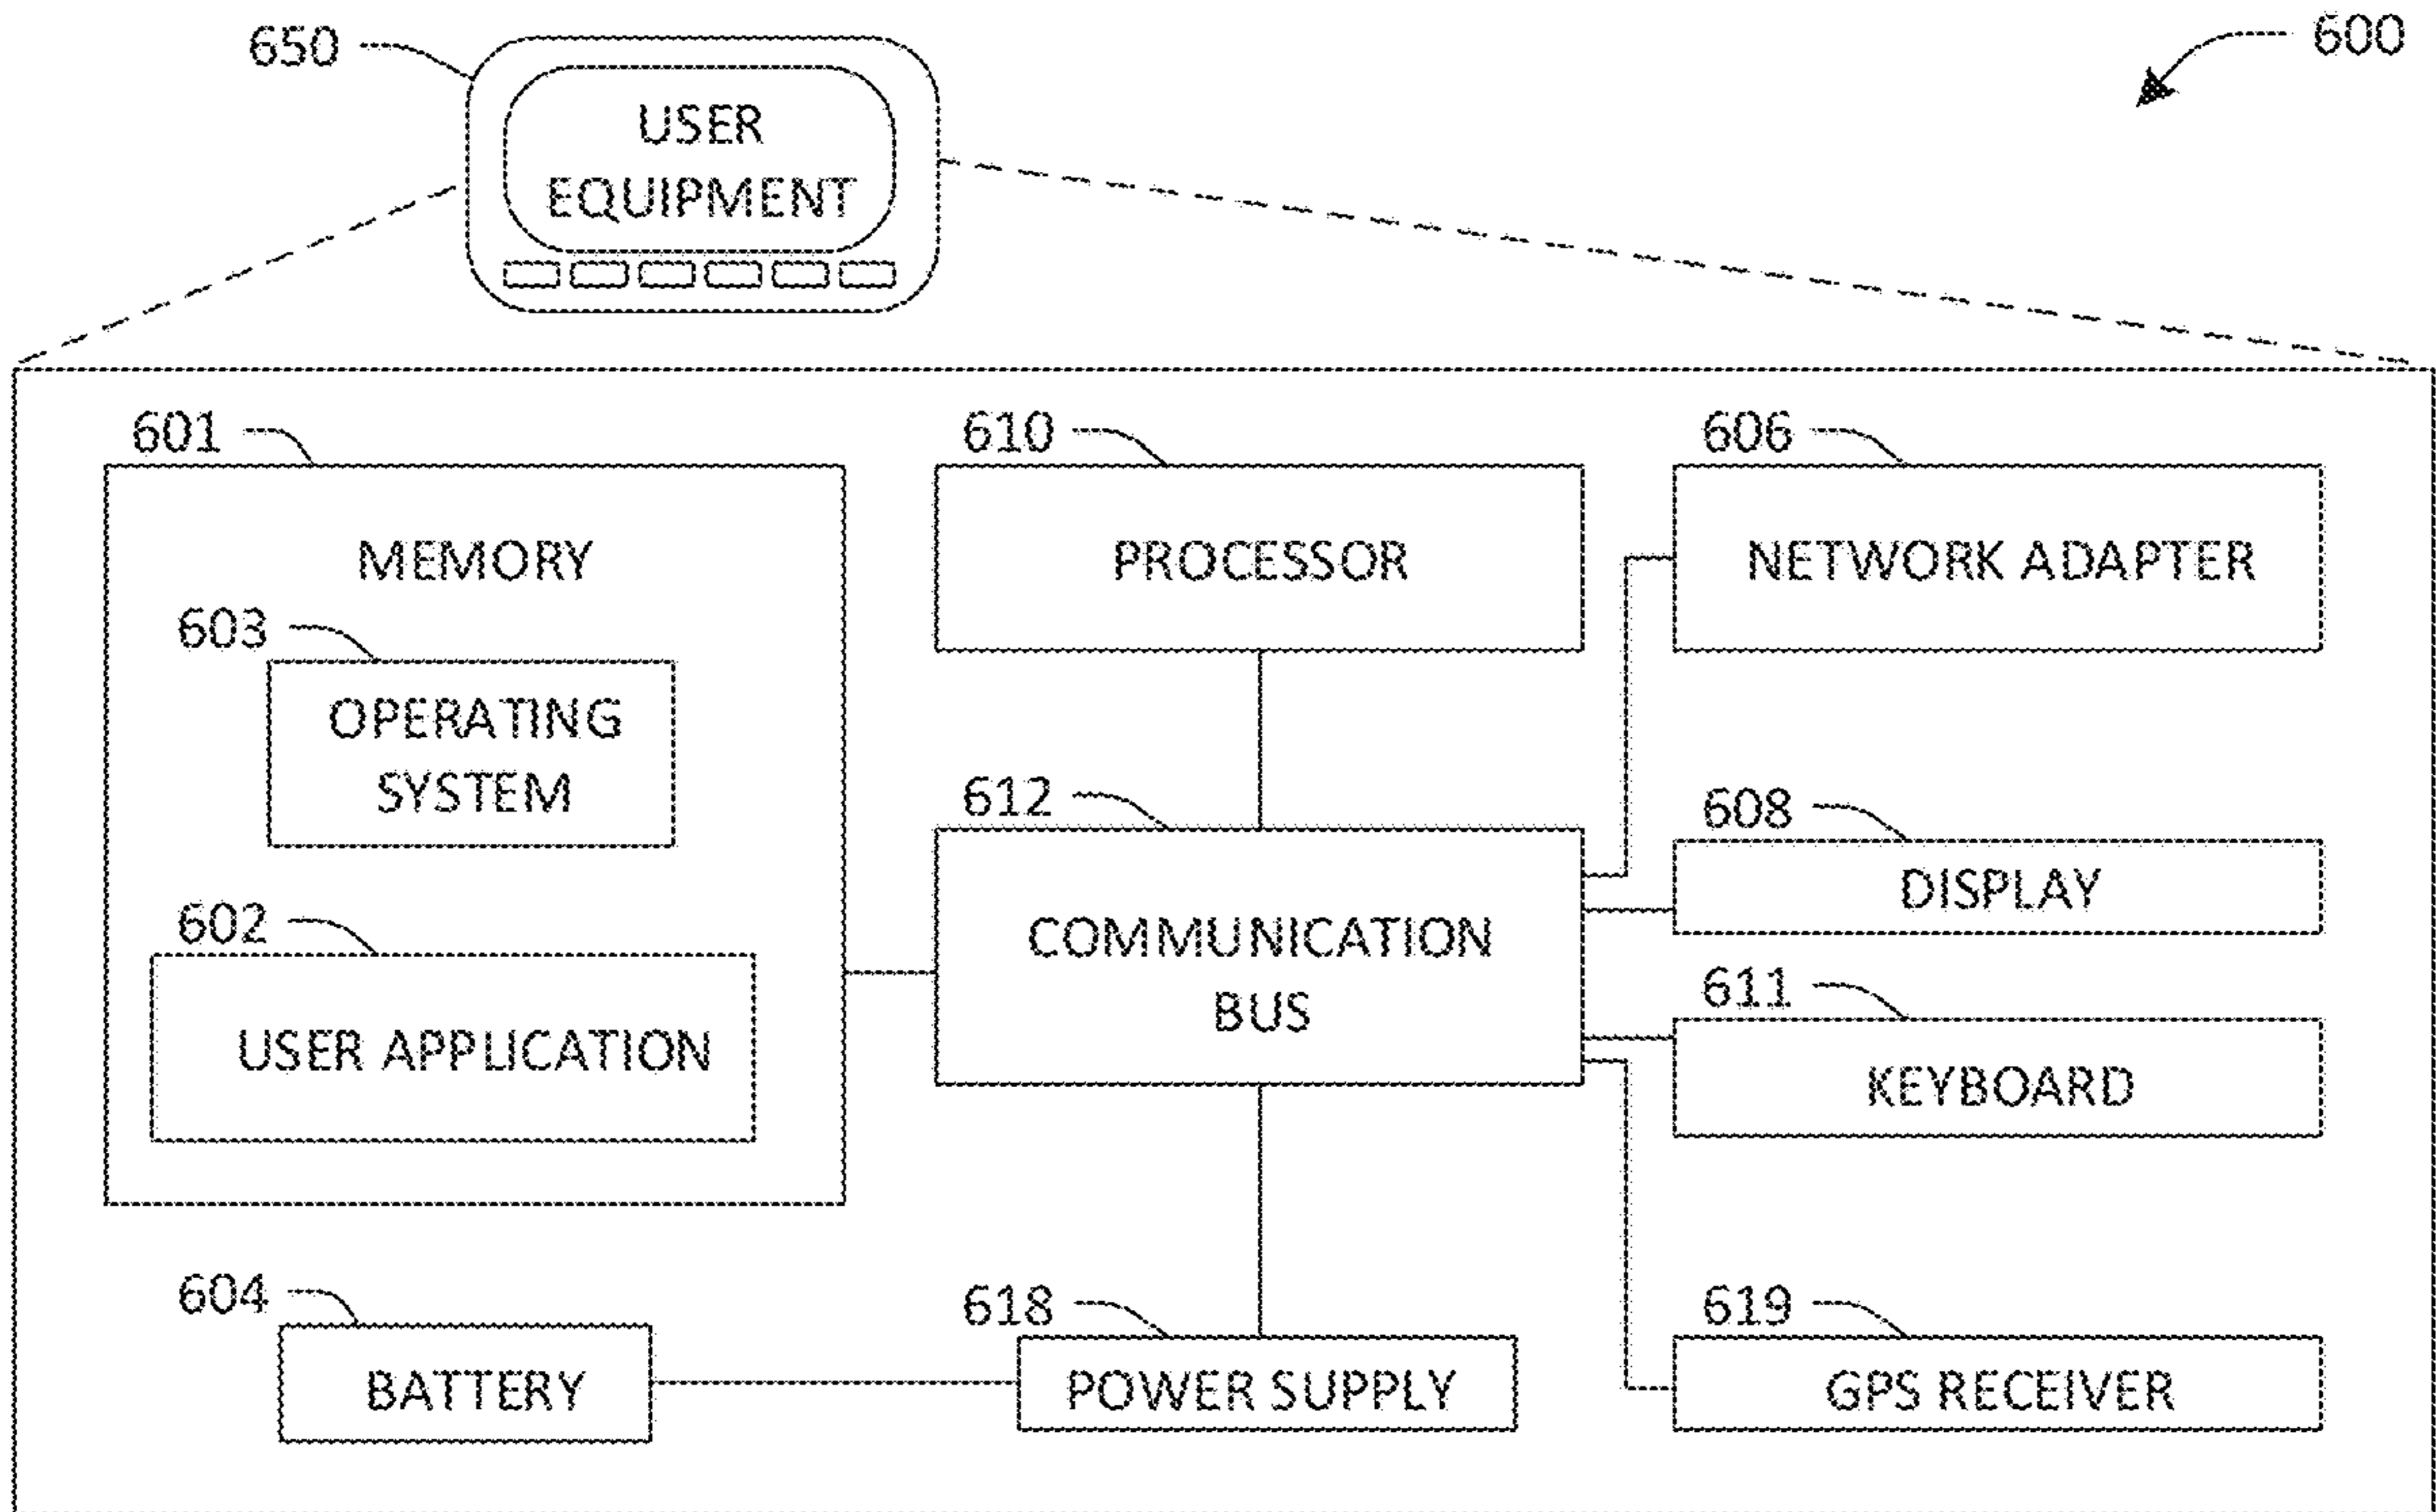 650
600
USER
EQUIPMENT
601
610
606
MEMORY
PROCESSOR
NETWORK ADAPTER
603
OPERATING
SYSTEM
612
608
DISPLAY
602
COMMUNICATION
BUS
611
USER APPLICATION
KEYBOARD
604
618
619
BATTERY
POWER SUPPLY
GPS RECEIVER